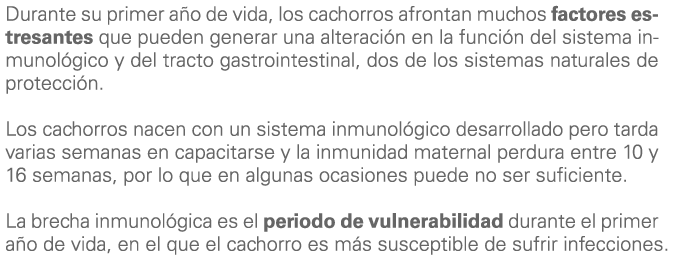 Durante su primer año de vida, los cachorros afrontan muchos factores es-
tresantes que pueden generar una alteración en la función del sistema in-
munológico y del tracto gastrointestinal, dos de los sistemas naturales de
protección.
Los cachorros nacen con un sistema inmunológico desarrollado pero tarda
varias semanas en capacitarse y la inmunidad maternal perdura entre 10 y
16 semanas, por lo que en algunas ocasiones puede no ser suficiente.
La brecha inmunológica es el periodo de vulnerabilidad durante el primer
año de vida, en el que el cachorro es más susceptible de sufrir infecciones.